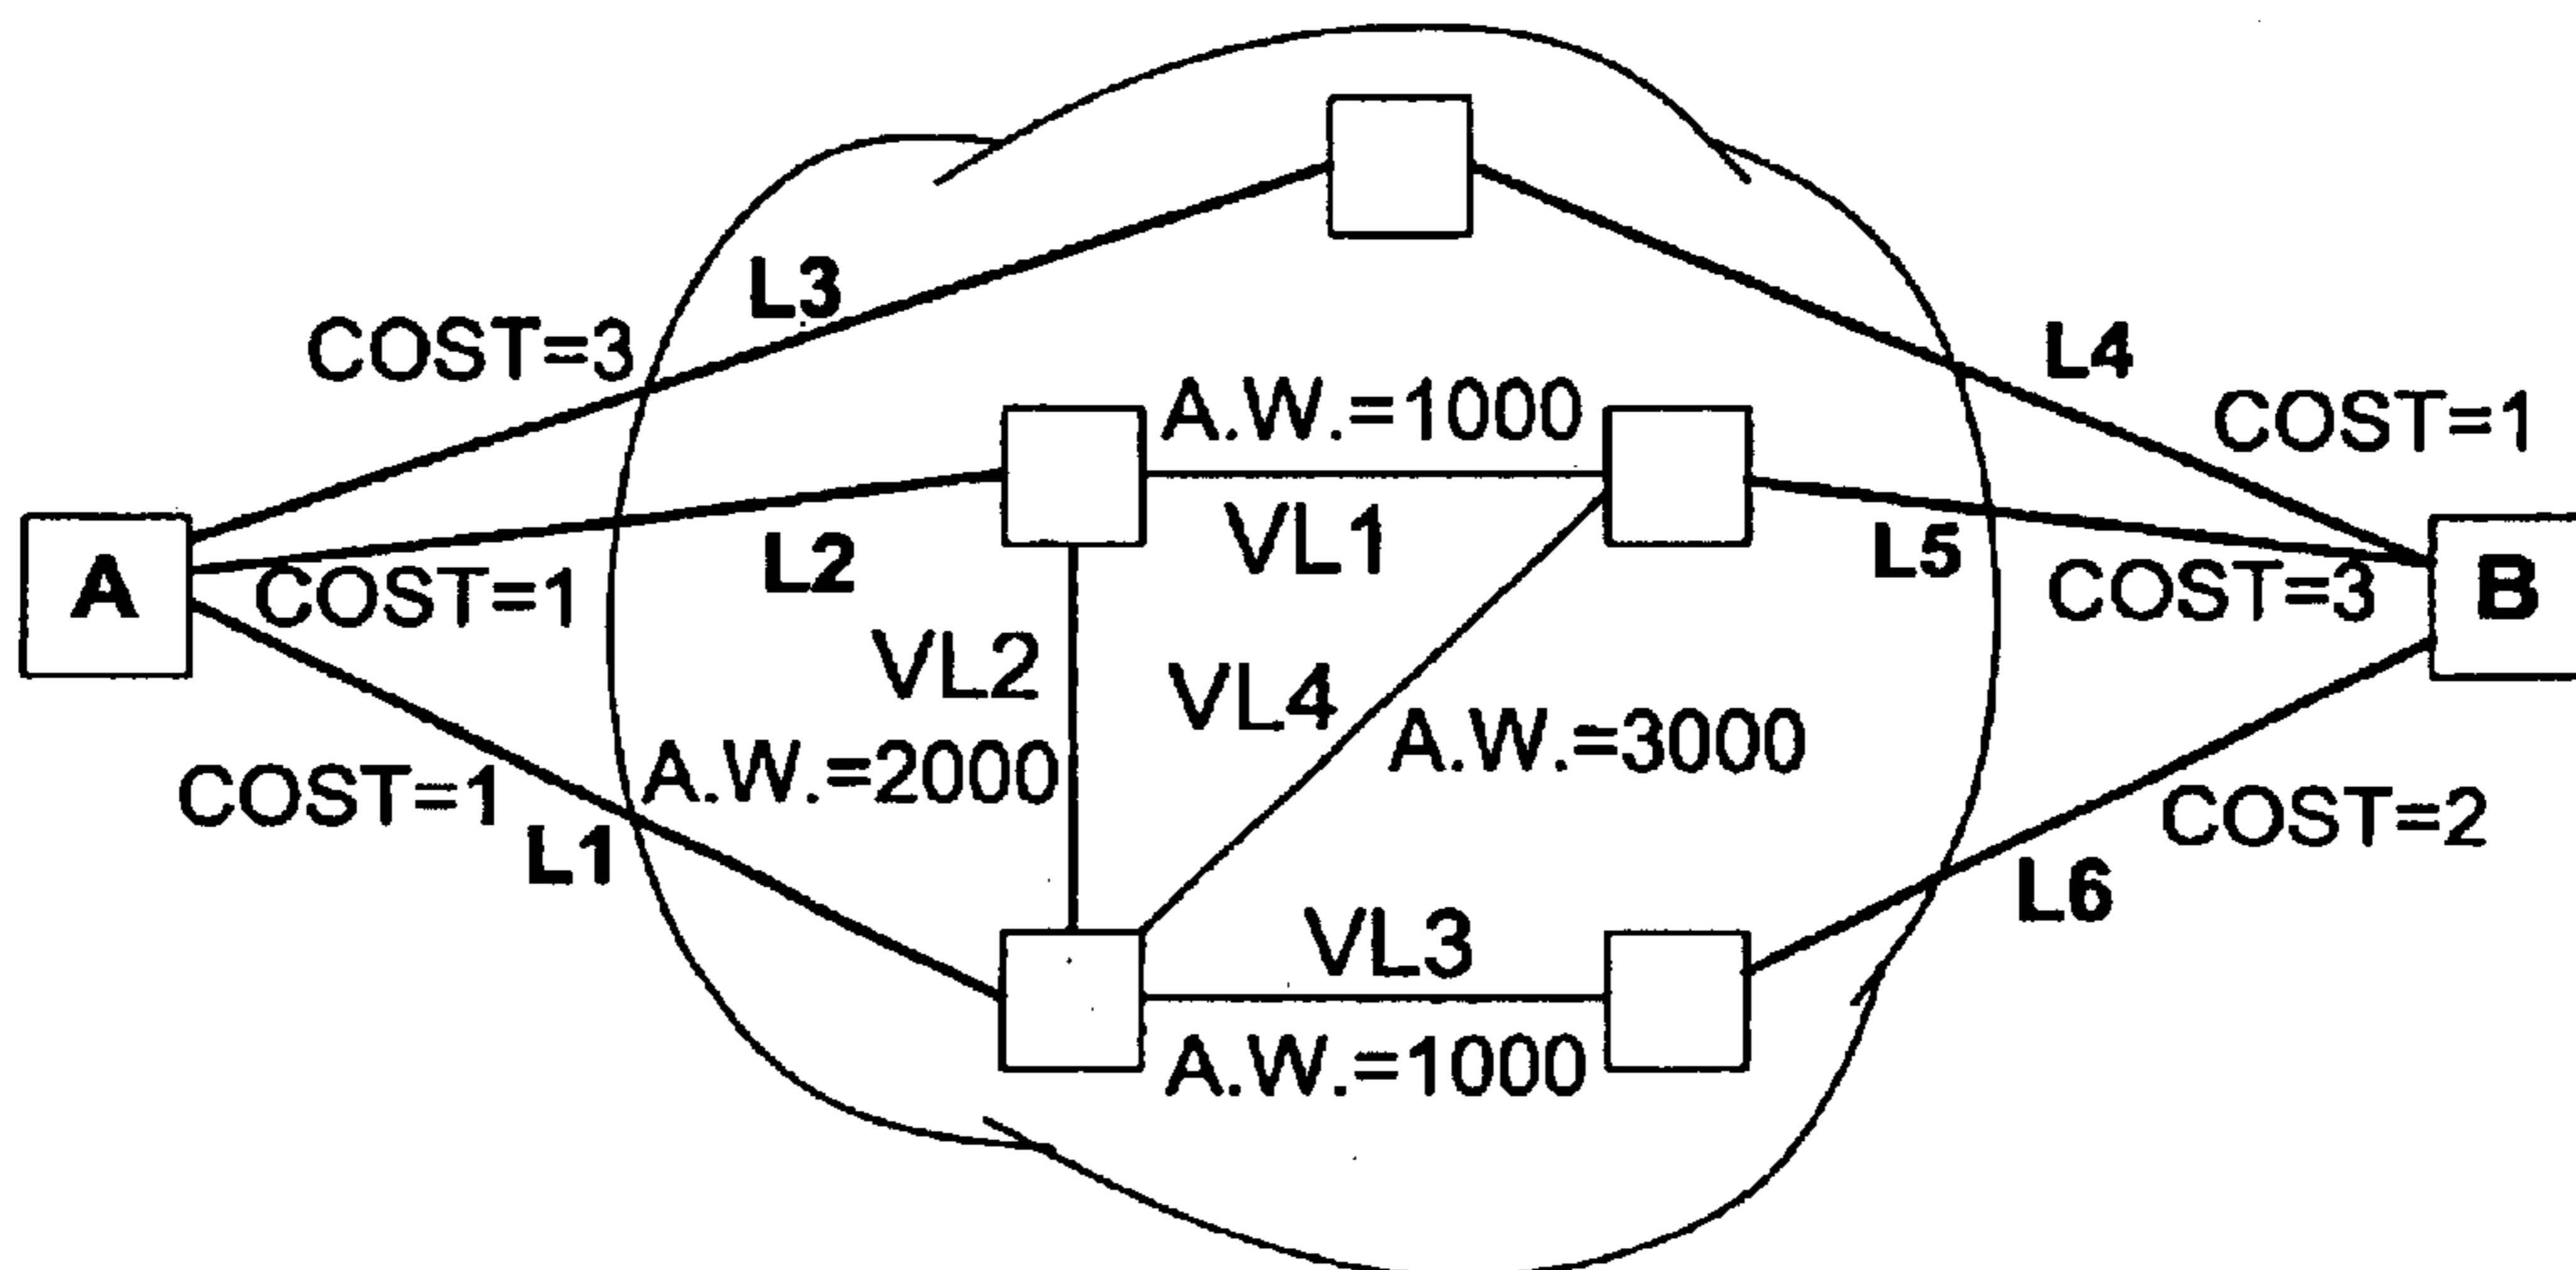 L3
COST=3
L4
A.W.=1000
COST=1
VL1
L2
L5
A
COST=1
COST=3
B
VL2
VL4
A.W.=3000
A.W.=2000
COST=1
L1
COST=2
L6
VL3
A.W.=1000